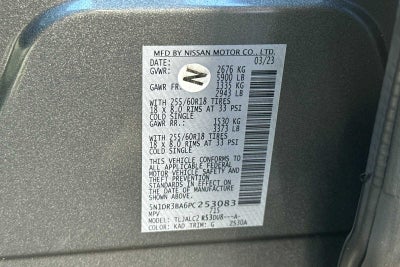 MFD BY NISSAN MOTOR CO., LTD.
DATE: 03/23
GVWR: 2676 KG
5900 LB
GAWR FR.: 1335 KG
2943 LB
N
WITH 255/60R18 TIRES
18 x 8.0 RIMS AT 33 PSI
COLD SINGLE
GAWR RR.: 1530 KG
3373 LB
WITH 255/60R18 TIRES
18 x 8.0 RIMS AT 33 PSI
COLD SINGLE
THIS VEHICLE CONFORMS TO
ALL APPLICABLE FEDERAL
MOTOR VEHICLE SAFETY AND
THEFT PREVENTION
STANDARDS IN EFFECT ON
THE DATE OF MANUFACTURE
SHOWN ABOVE.
5N1DR3BA6PC253083
MPV 715
MODEL: R53DU8---A-
COLOR: KAD TRIM: G 2530A